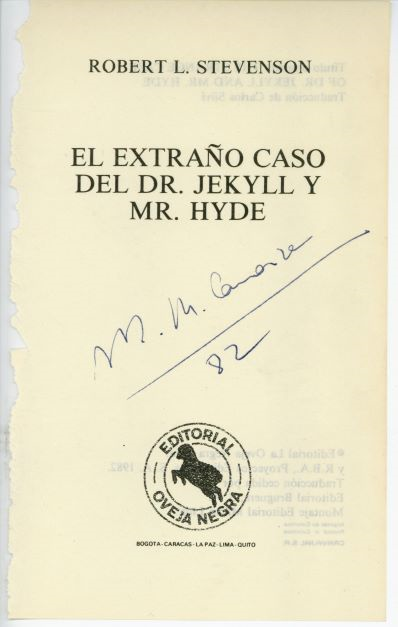 ROBERT L. STEVENSON
EL EXTRAÑO CASO
DEL DR. JEKYLL Y
MR. HYDE
M. M.
82
EDITORIAL
OVEJA NEGRA
BOGOTA-CARACAS-LA PAZ-LIMA-QUITO